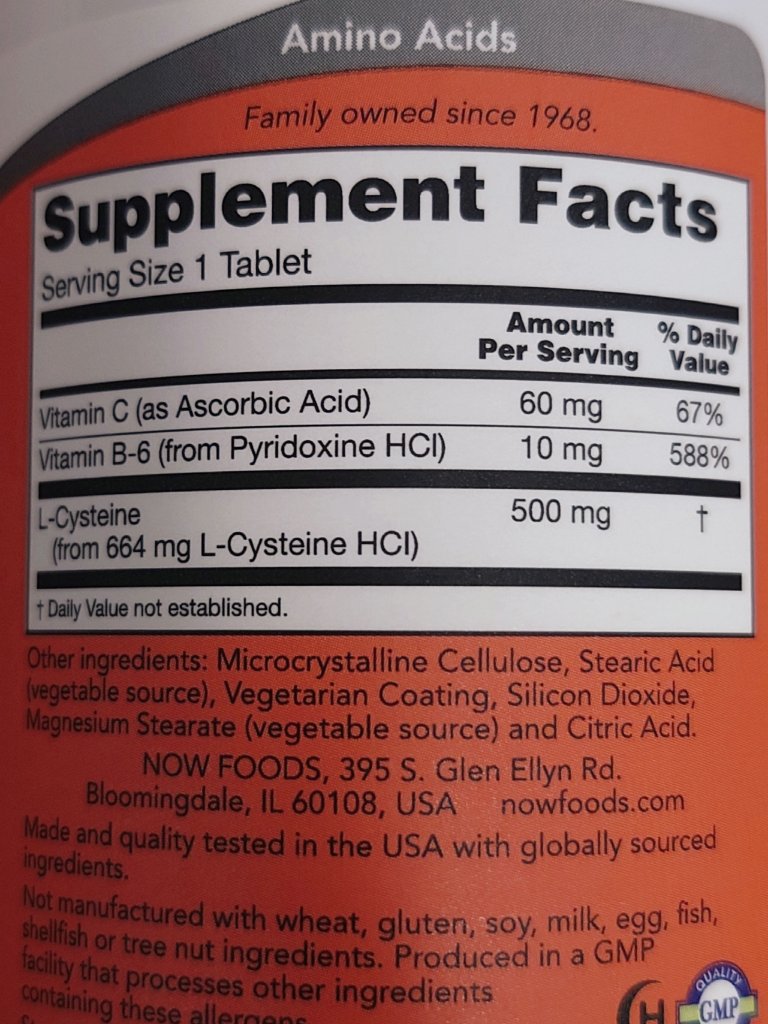 Amino Acids
Family owned since 1968.
Supplement Facts
Serving Size 1 Tablet
Amount Per Serving % Daily Value
Vitamin C (as Ascorbic Acid) 60 mg 67%
Vitamin B-6 (from Pyridoxine HCl) 10 mg 588%
L-Cysteine 500 mg †
(from 664 mg L-Cysteine HCl)
† Daily Value not established.
Other ingredients: Microcrystalline Cellulose, Stearic Acid
(vegetable source), Vegetarian Coating, Silicon Dioxide,
Magnesium Stearate (vegetable source) and Citric Acid.
NOW FOODS, 395 S. Glen Ellyn Rd.
Bloomingdale, IL 60108, USA nowfoods.com
Made and quality tested in the USA with globally sourced
ingredients.
Not manufactured with wheat, gluten, soy, milk, egg, fish,
shellfish or tree nut ingredients. Produced in a GMP
facility that processes other ingredients
containing these allergens
H
QUALITY
GMP